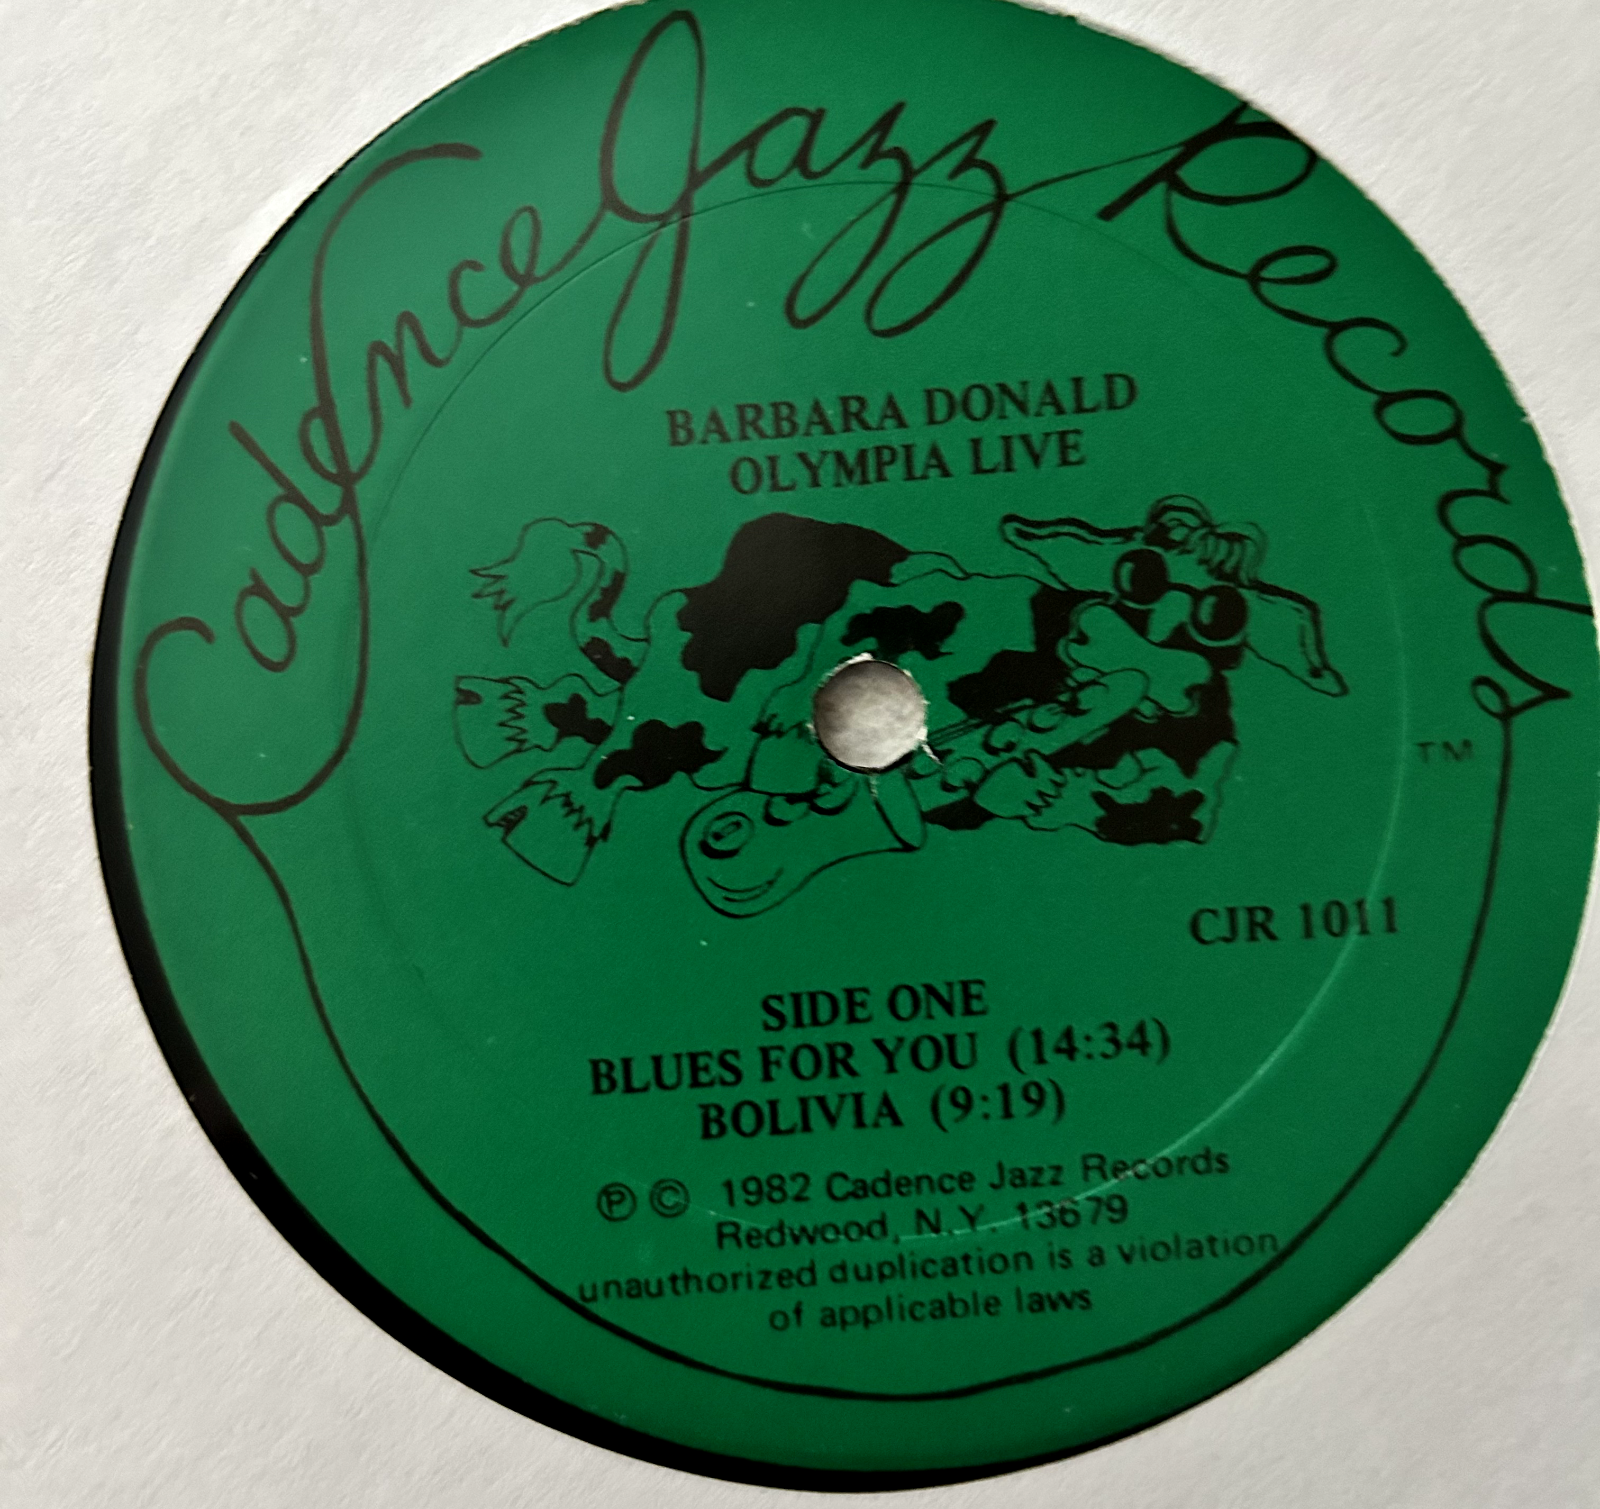 Cadence Jazz Records
BARBARA DONALD
OLYMPIA LIVE
TM
CJR 1011
SIDE ONE
BLUES FOR YOU (14:34)
BOLIVIA (9:19)
℗ © 1982 Cadence Jazz Records
Redwood, N.Y. 13679
unauthorized duplication is a violation
of applicable laws